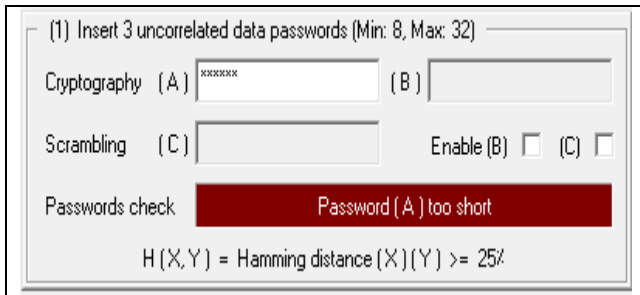 (1) Insert 3 uncorrelated data passwords (Min: 8, Max: 32)
Cryptography (A) xxxxxx (B)
Scrambling (C) Enable (B) (C)
Passwords check Password ( A ) too short
H ( X, Y ) = Hamming distance ( X ) ( Y ) >= 25%